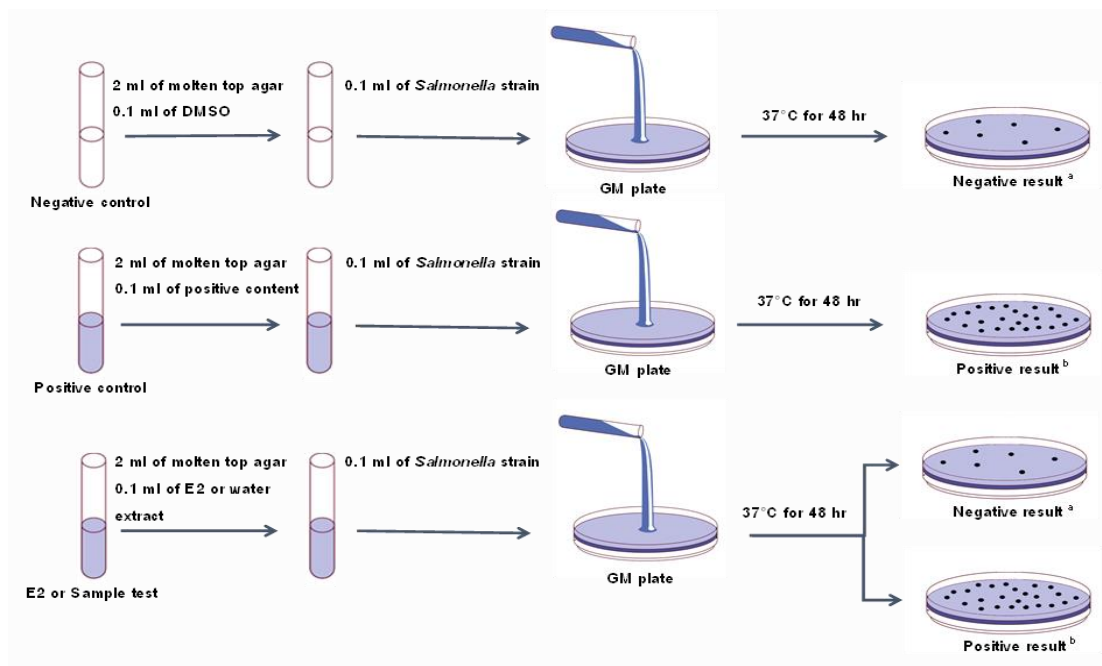 2 ml of molten top agar
0.1 ml of DMSO
0.1 ml of Salmonella strain
37°C for 48 hr
Negative control
GM plate
Negative result a
2 ml of molten top agar
0.1 ml of positive content
0.1 ml of Salmonella strain
37°C for 48 hr
Positive control
GM plate
Positive result b
2 ml of molten top agar
0.1 ml of E2 or water
extract
0.1 ml of Salmonella strain
37°C for 48 hr
Negative result a
E2 or Sample test
GM plate
Positive result b